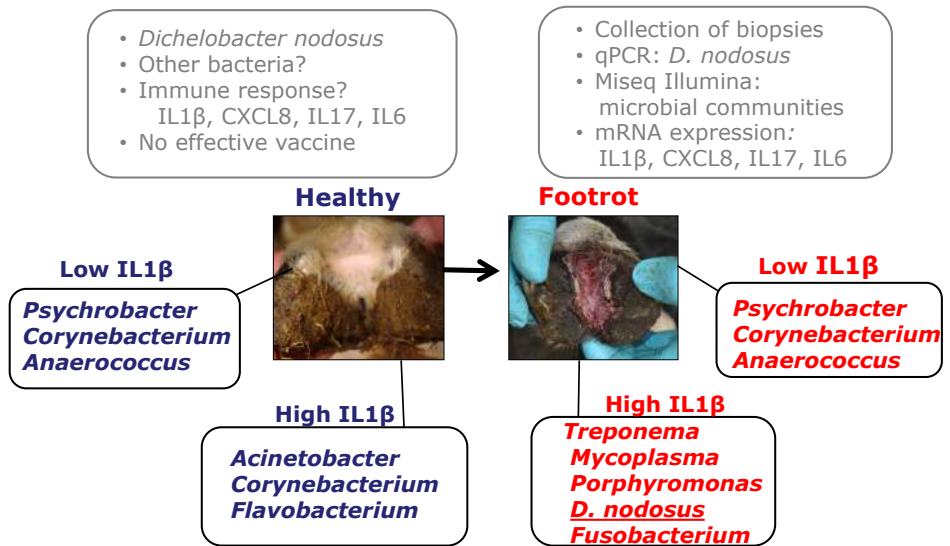 • Dichelobacter nodosus
• Other bacteria?
• Immune response?
IL1β, CXCL8, IL17, IL6
• No effective vaccine
• Collection of biopsies
• qPCR: D. nodosus
• Miseq Illumina:
microbial communities
• mRNA expression:
IL1β, CXCL8, IL17, IL6
Healthy
Footrot
Low IL1β
Psychrobacter
Corynebacterium
Anaerococcus
High IL1β
Acinetobacter
Corynebacterium
Flavobacterium
High IL1β
Treponema
Mycoplasma
Porphyromonas
D. nodosus
Fusobacterium
Low IL1β
Psychrobacter
Corynebacterium
Anaerococcus